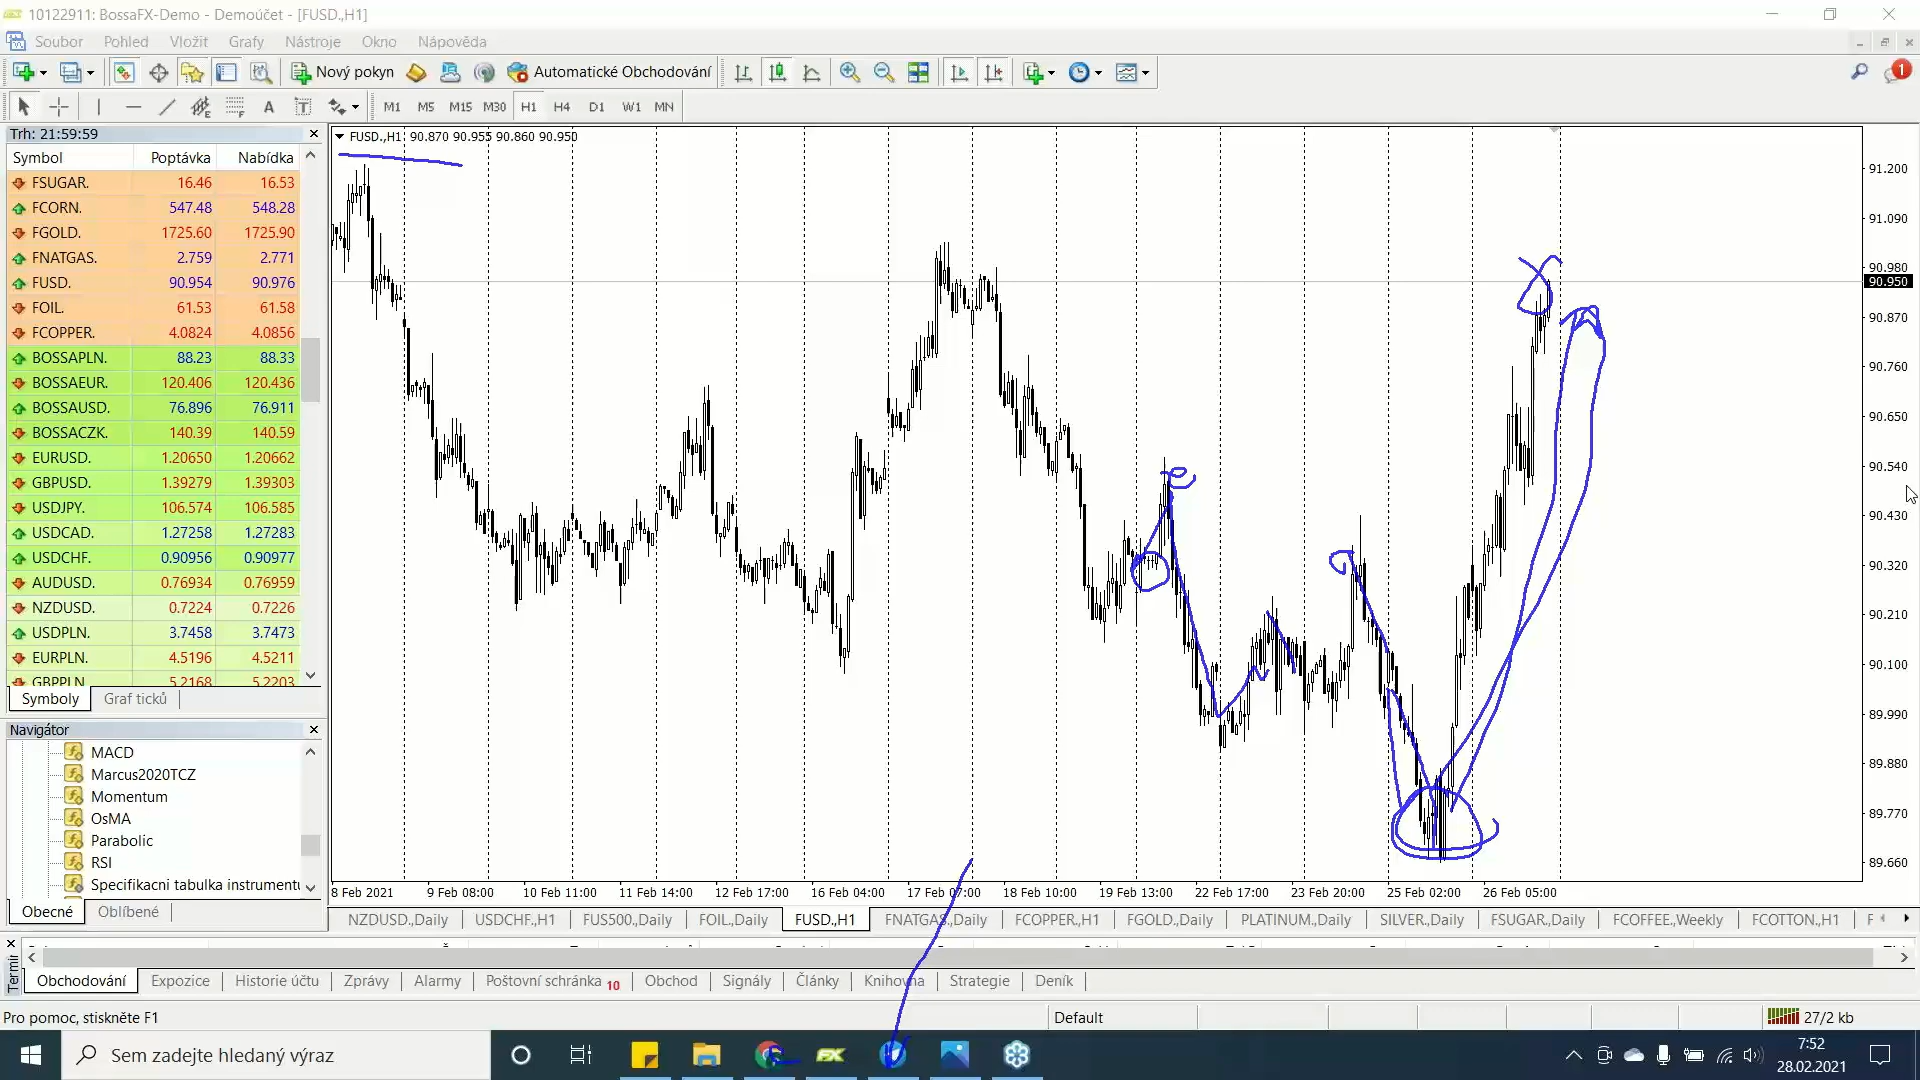 10122911: BossaFX-Demo - Demoúčet - [FUSD.,H1]
Soubor Pohled Vložit Grafy Nástroje Okno Nápověda
Nový pokyn Automatické Obchodování 1
A T E F M1 M5 M15 M30 H1 H4 D1 W1 MN
Trh: 21:59:59
Symbol Poptávka Nabídka
FSUGAR. 16.46 16.53
FCORN. 547.48 548.28
FGOLD. 1725.60 1725.90
FNATGAS. 2.759 2.771
FUSD. 90.954 90.976
FOIL. 61.53 61.58
FCOPPER. 4.0824 4.0856
BOSSAPLN. 88.23 88.33
BOSSAEUR. 120.406 120.436
BOSSAUSD. 76.896 76.911
BOSSACZK. 140.39 140.59
EURUSD. 1.20650 1.20662
GBPUSD. 1.39279 1.39303
USDJPY. 106.574 106.585
USDCAD. 1.27258 1.27283
USDCHF. 0.90956 0.90977
AUDUSD. 0.76934 0.76959
NZDUSD. 0.7224 0.7226
USDPLN. 3.7458 3.7473
EURPLN. 4.5196 4.5211
GBPPLN. 5.2168 5.2203
Symboly Graf ticků
Navigátor
MACD
Marcus2020TCZ
Momentum
OsMA
Parabolic
RSI
Specifikacni tabulka instrumentu
Obecné Oblíbené
FUSD.,H1 90.870 90.955 90.860 90.950
91.200
91.090
90.980
90.950
90.870
90.760
90.650
90.540
90.430
90.320
90.210
90.100
89.990
89.880
89.770
89.660
8 Feb 2021 9 Feb 08:00 10 Feb 11:00 11 Feb 14:00 12 Feb 17:00 16 Feb 04:00 17 Feb 07:00 18 Feb 10:00 19 Feb 13:00 22 Feb 17:00 23 Feb 20:00 25 Feb 02:00 26 Feb 05:00
NZDUSD.,Daily USDCHF.,H1 FUS500.,Daily FOIL.,Daily FUSD.,H1 FNATGAS.,Daily FCOPPER.,H1 FGOLD.,Daily PLATINUM.,Daily SILVER.,Daily FSUGAR.,Daily FCOFFEE.,Weekly FCOTTON.,H1 F
Termin
Obchodování Expozice Historie účtu Zprávy Alarmy Poštovní schránka 10 Obchod Signály Články Knihovna Strategie Deník
Pro pomoc, stiskněte F1 Default 27/2 kb
Sem zadejte hledaný výraz FX
7:52
28.02.2021